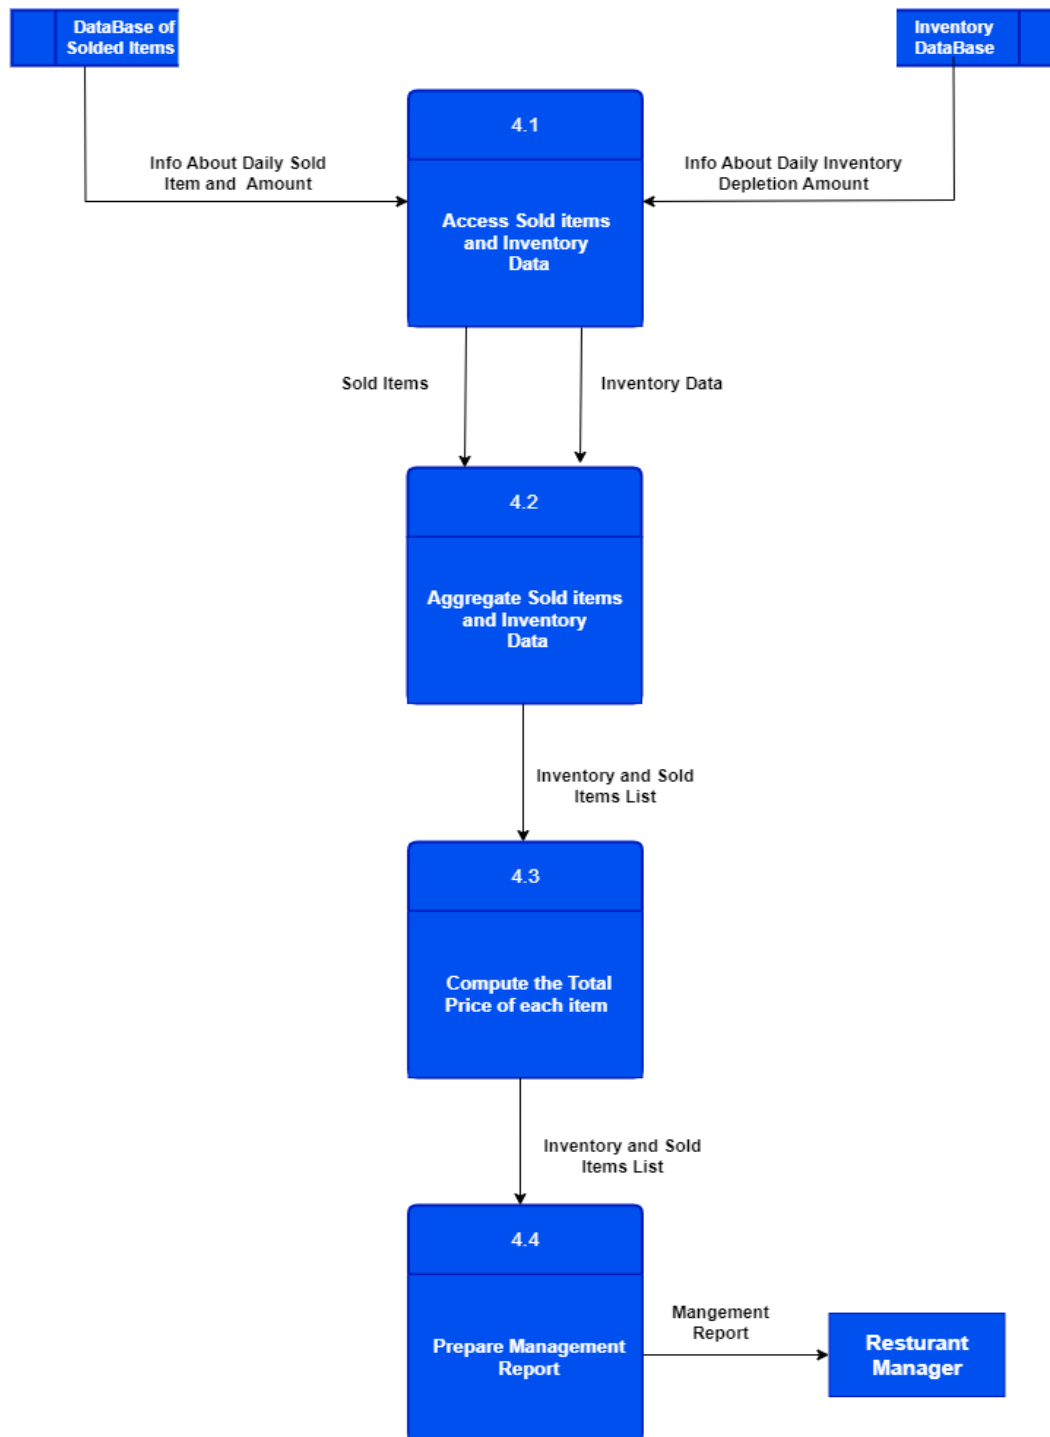 DataBase of
Solded Items
Inventory
DataBase
4.1
Info About Daily Sold
Item and Amount
Info About Daily Inventory
Depletion Amount
Access Sold items
and Inventory
Data
Sold Items
Inventory Data
4.2
Aggregate Sold items
and Inventory
Data
Inventory and Sold
Items List
4.3
Compute the Total
Price of each item
Inventory and Sold
Items List
4.4
Prepare Management
Report
Mangement
Report
Resturant
Manager